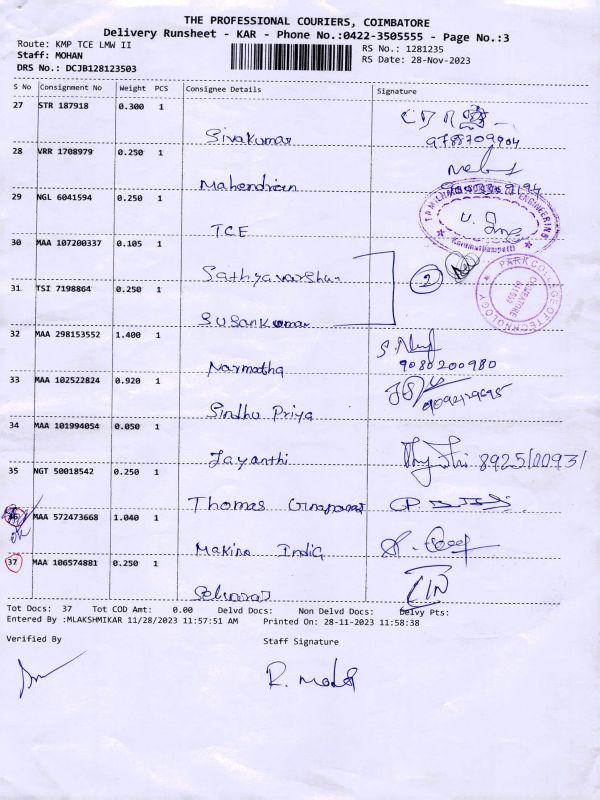 THE PROFESSIONAL COURIERS, COIMBATORE
Delivery Runsheet - KAR - Phone No.:0422-3505555 - Page No.:3
Route: KMP TCE LMW II
RS No.: 1281235
Staff: MOHAN
RS Date: 28-Nov-2023
DRS No.: DCJB128123503
S No Consignment No Weight PCS Consignee Details Signature
27 STR 187918 0.300 1
Sivakumar 9788709904
28 VRR 1708979 0.250 1
Mahendran
29 NGL 6041594 0.250 1
TCE
30 MAA 107200337 0.105 1
Sathyavarshan 2
31 TSI 7198864 0.250 1
PARK COLLEGE OF TECHNOLOGY
Susankumar
32 MAA 298153552 1.400 1
Narmatha 9080200980
33 MAA 102522824 0.920 1
Sindhu Priya
34 MAA 101994054 0.050 1
Jayanthi
35 NGT 50018542 0.250 1
Thomas
36 MAA 572473668 1.040 1
Makino India
37 MAA 106574881 0.250 1
Tot Docs: 37 Tot COD Amt: 0.00 Delvd Docs: Non Delvd Docs: Delvy Pts:
Entered By :MLAKSHMIKAR 11/28/2023 11:57:51 AM Printed On: 28-11-2023 11:58:38
Verified By Staff Signature